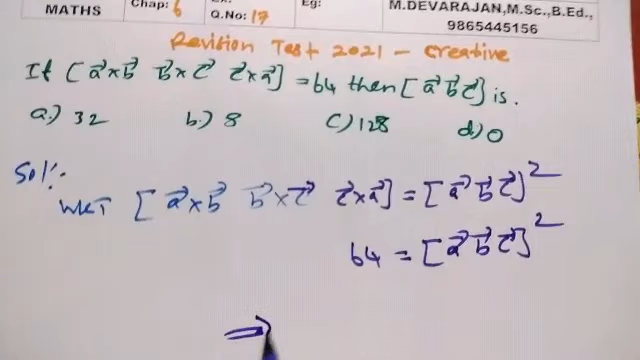 MATHS
Chap: 6
Q.No: 17
Eg:
M.DEVARAJAN,M.Sc.,B.Ed.,
9865445156
Revision Test 2021 - Creative
If [a⃗×b⃗ b⃗×c⃗ c⃗×a⃗] = 64 then [a⃗ b⃗ c⃗] is.
a.) 32 b.) 8 c) 128 d.) 0
Sol:-
WKT [a⃗×b⃗ b⃗×c⃗ c⃗×a⃗] = [a⃗ b⃗ c⃗]²
64 = [a⃗ b⃗ c⃗]²
⇒